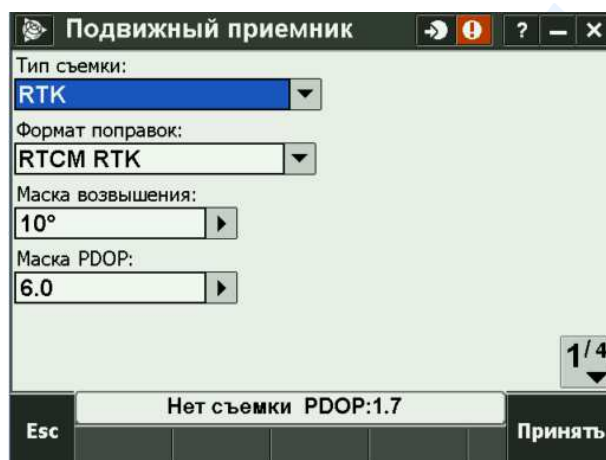 Подвижный приемник ? – ×
Тип съемки:
RTK
Формат поправок:
RTCM RTK
Маска возвышения:
10°
Маска PDOP:
6.0
1/4
Нет съемки PDOP:1.7
Esc
Принять